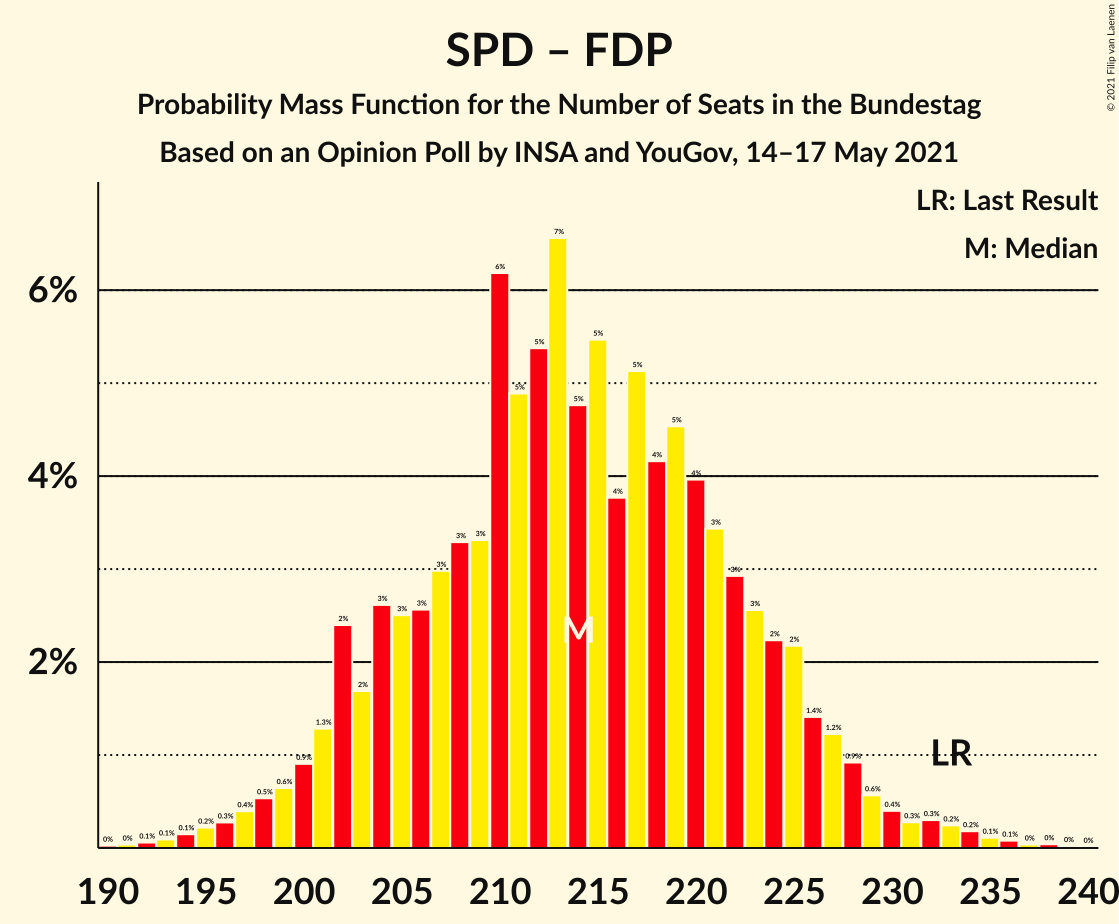 SPD – FDP
Probability Mass Function for the Number of Seats in the Bundestag
Based on an Opinion Poll by INSA and YouGov, 14–17 May 2021
© 2021 Filip van Laenen
LR: Last Result
M: Median
6%
4%
2%
0% 0% 0.1% 0.1% 0.1% 0.2% 0.3% 0.4% 0.5% 0.6% 0.9% 1.3% 2% 2% 3% 3% 3% 3% 3% 3% 6% 5% 5% 7% 5% 5% 4% 5% 4% 5% 4% 3% 3% 3% 2% 2% 1.4% 1.2% 0.9% 0.6% 0.4% 0.3% 0.3% 0.2% 0.2% 0.1% 0.1% 0% 0% 0% 0%
M
LR
190 195 200 205 210 215 220 225 230 235 240